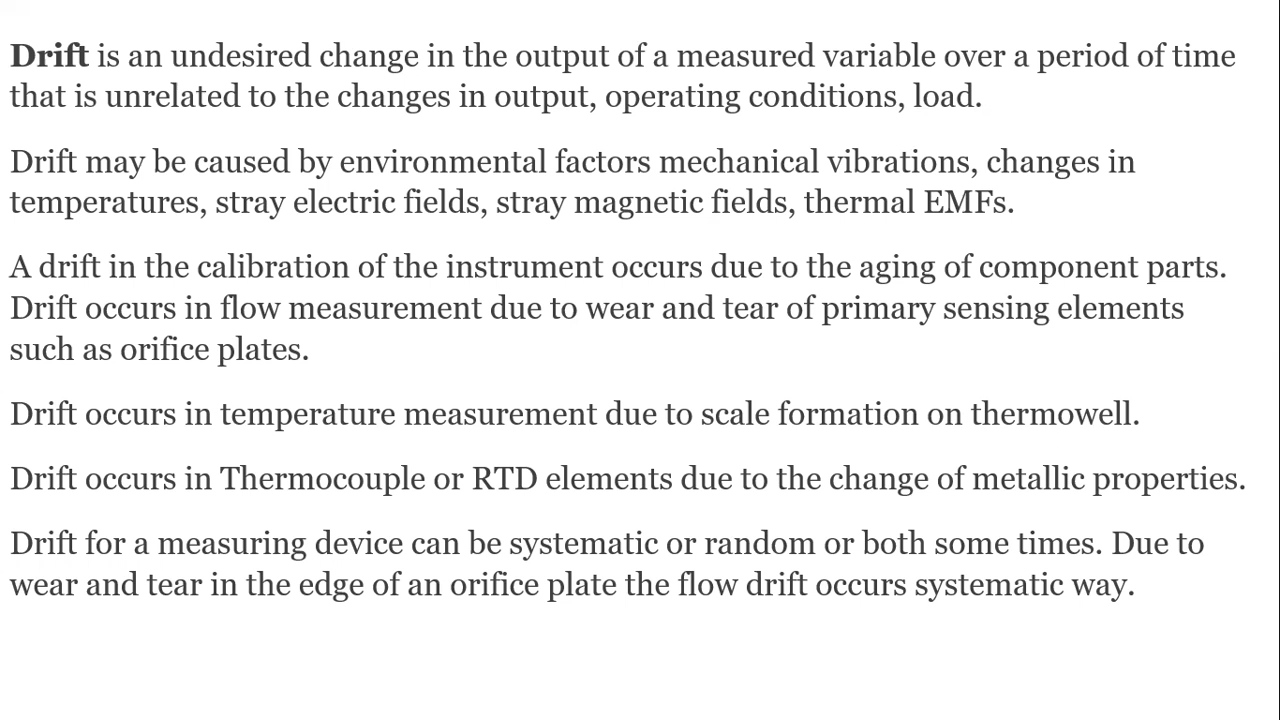 Drift is an undesired change in the output of a measured variable over a period of time
that is unrelated to the changes in output, operating conditions, load.
Drift may be caused by environmental factors mechanical vibrations, changes in
temperatures, stray electric fields, stray magnetic fields, thermal EMFs.
A drift in the calibration of the instrument occurs due to the aging of component parts.
Drift occurs in flow measurement due to wear and tear of primary sensing elements
such as orifice plates.
Drift occurs in temperature measurement due to scale formation on thermowell.
Drift occurs in Thermocouple or RTD elements due to the change of metallic properties.
Drift for a measuring device can be systematic or random or both some times. Due to
wear and tear in the edge of an orifice plate the flow drift occurs systematic way.